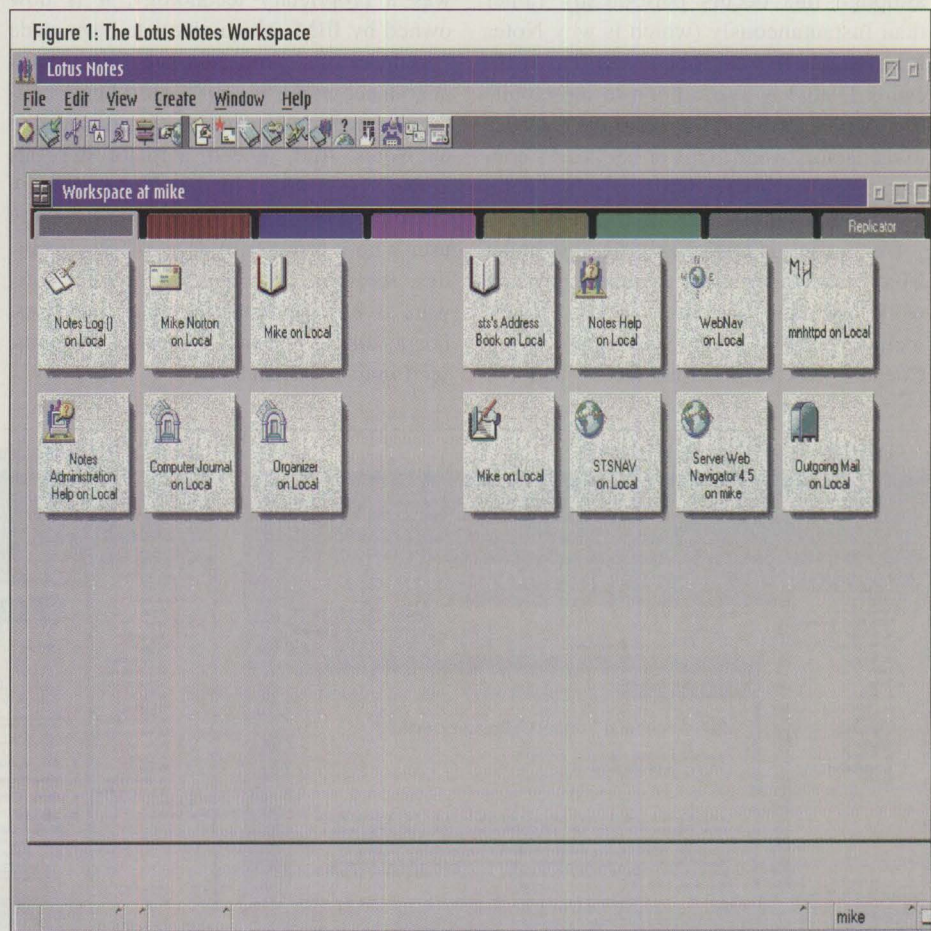 Figure 1: The Lotus Notes Workspace
Lotus Notes
File Edit View Create Window Help
Workspace at mike
Replicator
Notes Log ()
on Local
Mike Norton
on Local
Mike on Local
sts's Address
Book on Local
Notes Help
on Local
N
W E
WebNav
on Local
MH
mnhttpd on Local
Notes
Administration
Help on Local
Computer Journal
on Local
Organizer
on Local
Mike on Local
STSNAV
on Local
Server Web
Navigator 4.5
on mike
Outgoing Mail
on Local
mike